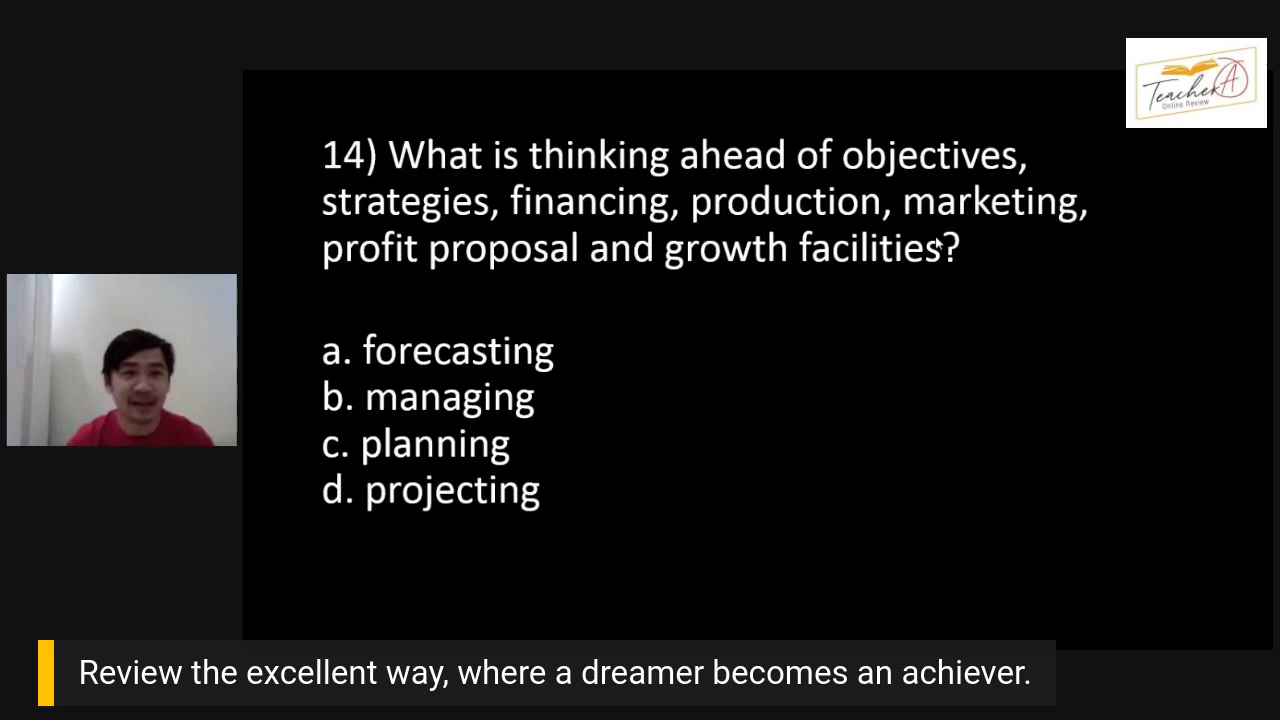 TeacherA
Online Review
14) What is thinking ahead of objectives,
strategies, financing, production, marketing,
profit proposal and growth facilities?
a. forecasting
b. managing
c. planning
d. projecting
Review the excellent way, where a dreamer becomes an achiever.